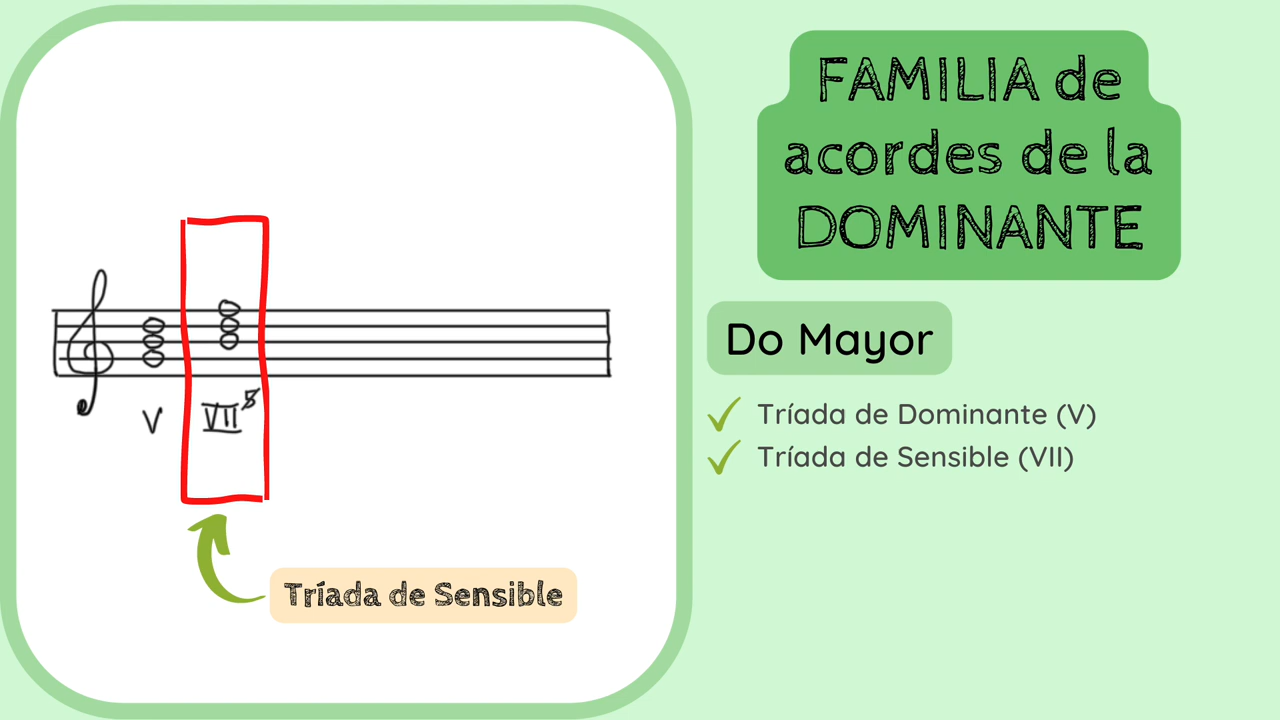 FAMILIA de
acordes de la
DOMINANTE
Do Mayor
Tríada de Dominante (V)
Tríada de Sensible (VII)
V
VII 5
Tríada de Sensible